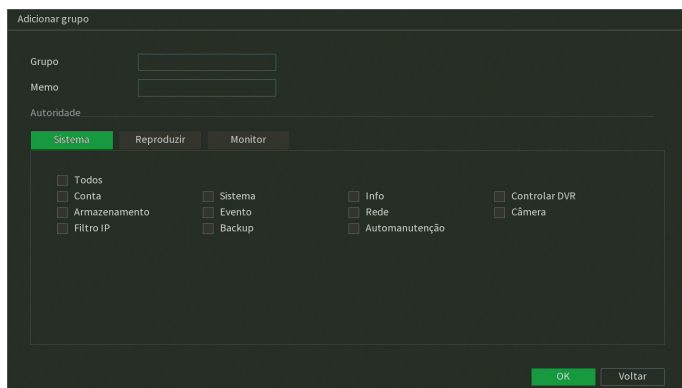 Adicionar grupo
Grupo
Memo
Autoridade
Sistema Reproduzir Monitor
Todos
Conta Sistema Info Controlar DVR
Armazenamento Evento Rede Câmera
Filtro IP Backup Automanutenção
OK Voltar